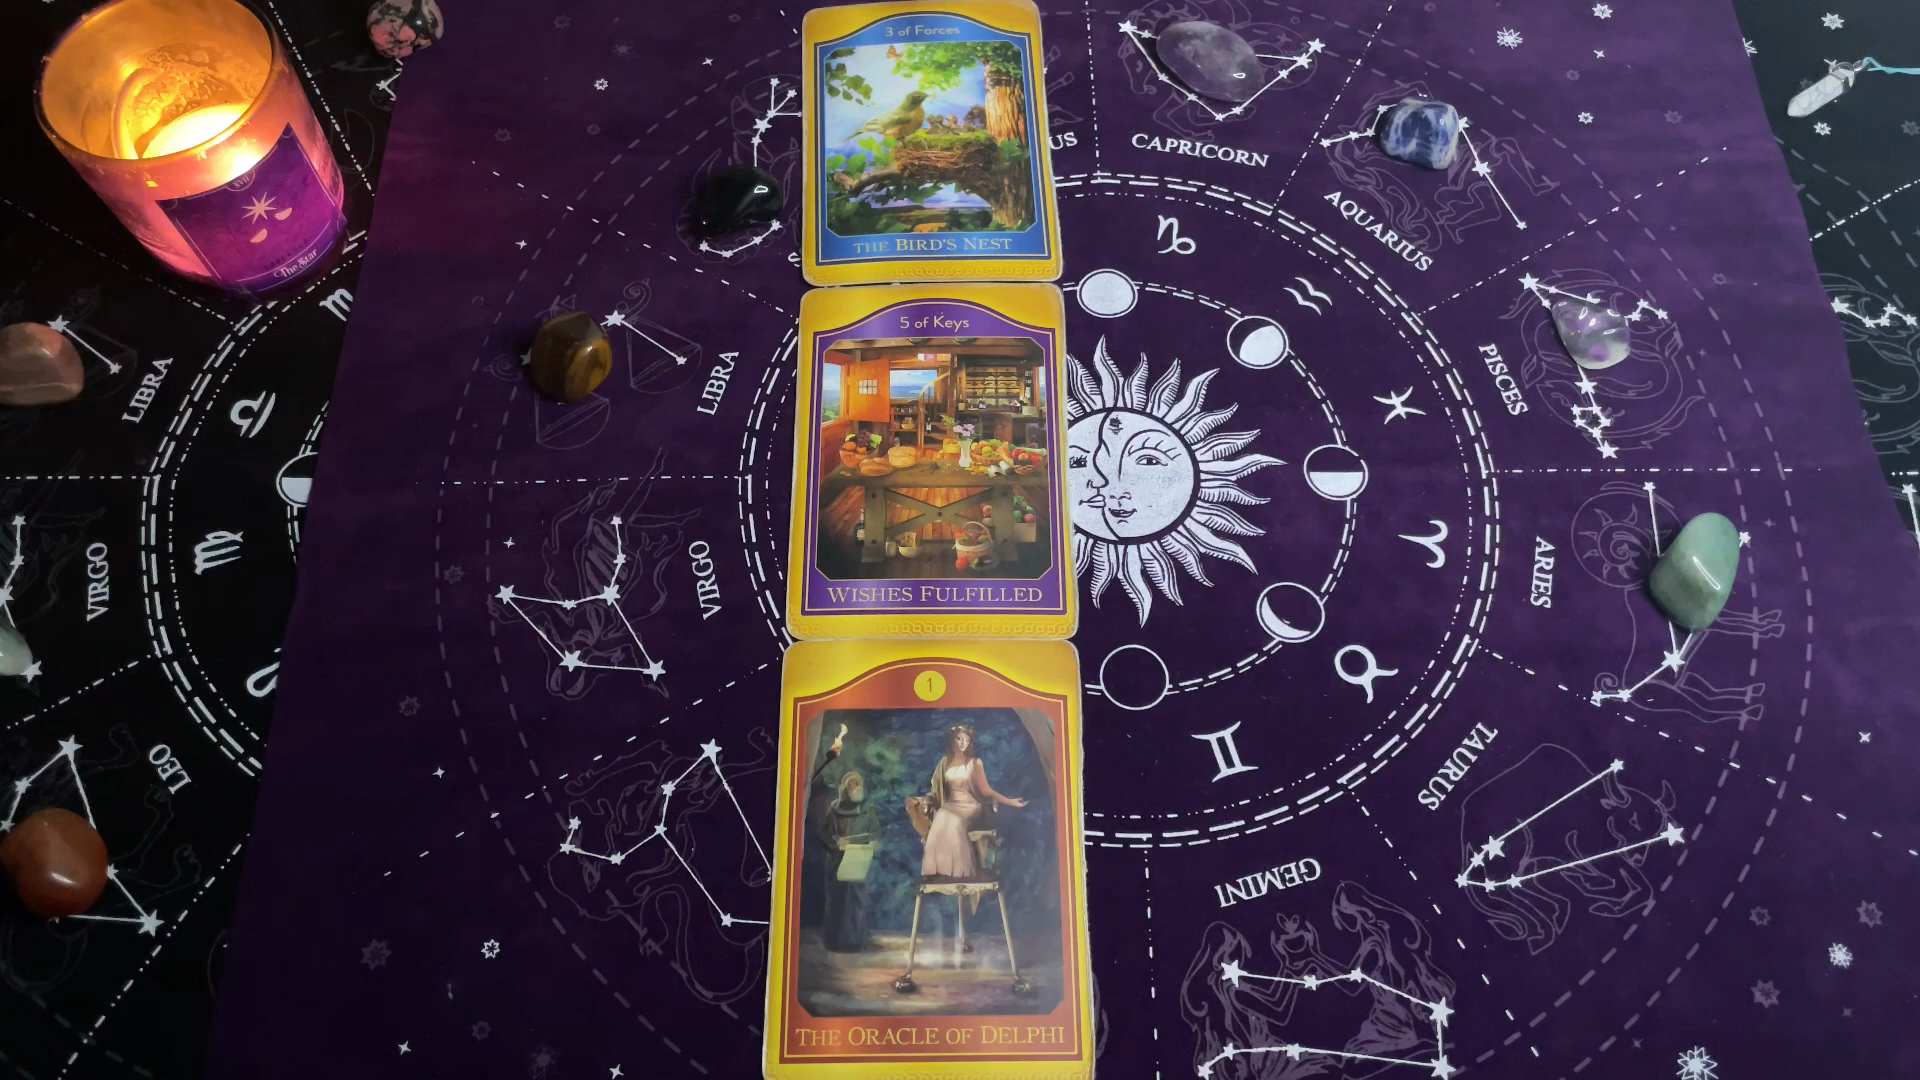 3 of Forces
THE BIRD'S NEST
5 of Keys
WISHES FULFILLED
1
THE ORACLE OF DELPHI
XVII
The Star
CAPRICORN
AQUARIUS
PISCES
ARIES
TAURUS
GEMINI
LIBRA
VIRGO
LIBRA
VIRGO
LEO